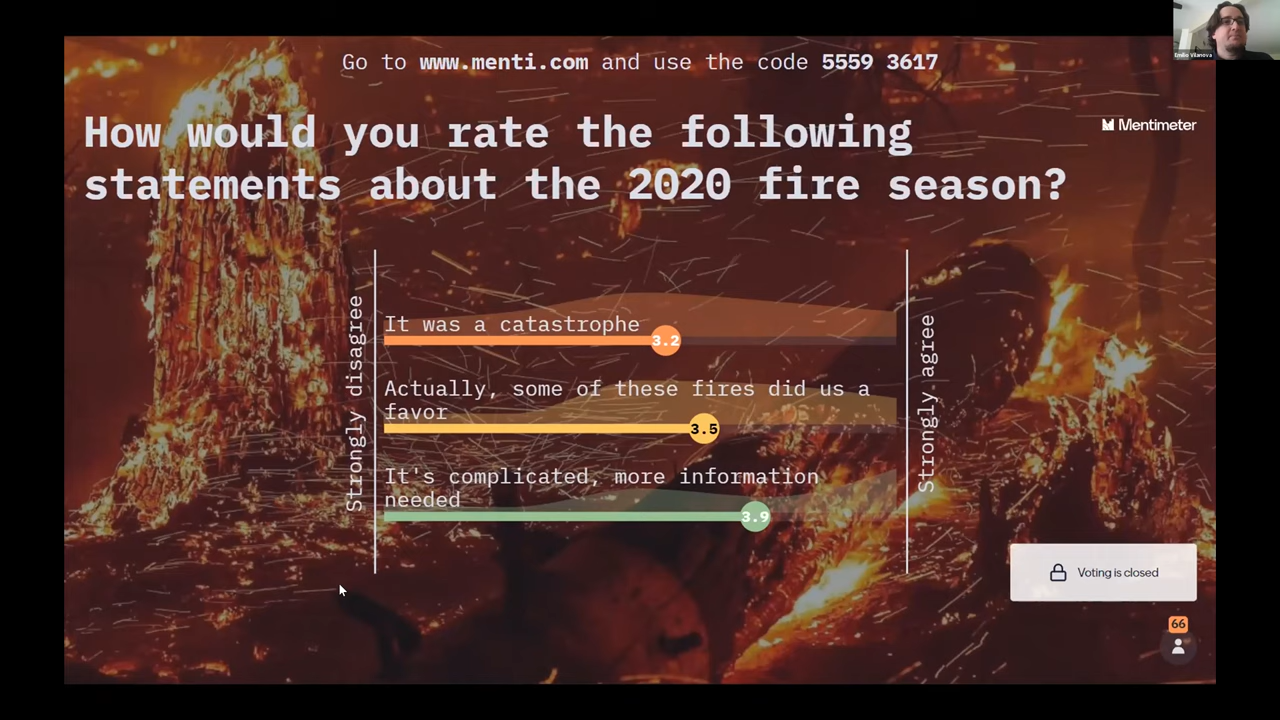 Emilio Vilanova
Go to www.menti.com and use the code 5559 3617
Mentimeter
How would you rate the following
statements about the 2020 fire season?
Strongly disagree
It was a catastrophe
3.2
Actually, some of these fires did us a
favor
3.5
It's complicated, more information
needed
3.9
Strongly agree
Voting is closed
66